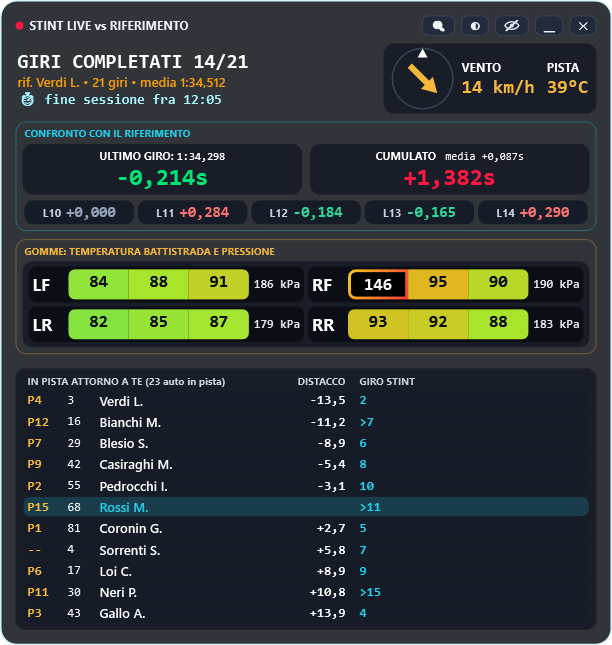 STINT LIVE vs RIFERIMENTO
GIRI COMPLETATI 14/21
rif. Verdi L. • 21 giri • media 1:34,512
fine sessione fra 12:05
VENTO
14 km/h
PISTA
39°C
CONFRONTO CON IL RIFERIMENTO
ULTIMO GIRO: 1:34,298
-0,214s
CUMULATO media +0,087s
+1,382s
L10 +0,000
L11 +0,284
L12 -0,184
L13 -0,165
L14 +0,290
GOMME: TEMPERATURA BATTISTRADA E PRESSIONE
LF 84 88 91 186 kPa
RF 146 95 90 190 kPa
LR 82 85 87 179 kPa
RR 93 92 88 183 kPa
IN PISTA ATTORNO A TE (23 auto in pista) DISTACCO GIRO STINT
P4 3 Verdi L. -13,5 2
P12 16 Bianchi M. -11,2 >7
P7 29 Blesio S. -8,9 6
P9 42 Casiraghi M. -5,4 8
P2 55 Pedrocchi I. -3,1 10
P15 68 Rossi M. >11
P1 81 Coronin G. +2,7 5
-- 4 Sorrenti S. +5,8 7
P6 17 Loi C. +8,9 9
P11 30 Neri P. +10,8 >15
P3 43 Gallo A. +13,9 4